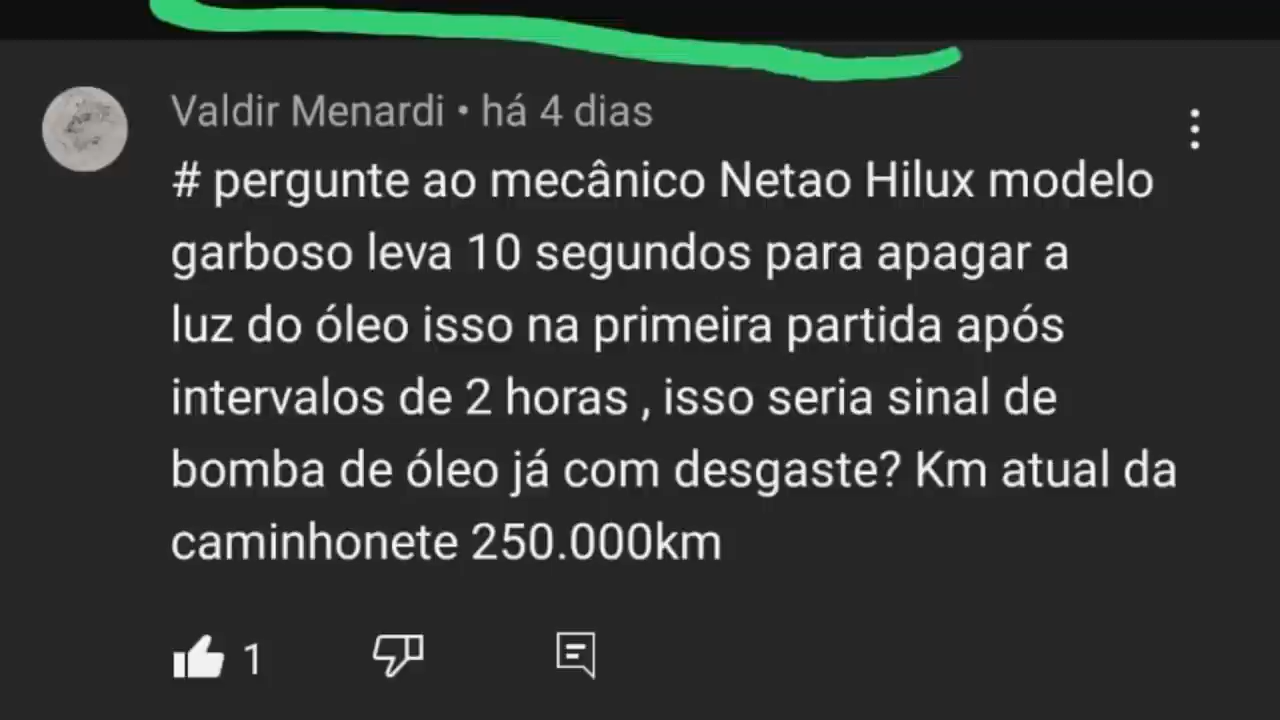 Valdir Menardi • há 4 dias
# pergunte ao mecânico Netao Hilux modelo
garboso leva 10 segundos para apagar a
luz do óleo isso na primeira partida após
intervalos de 2 horas , isso seria sinal de
bomba de óleo já com desgaste? Km atual da
caminhonete 250.000km
1